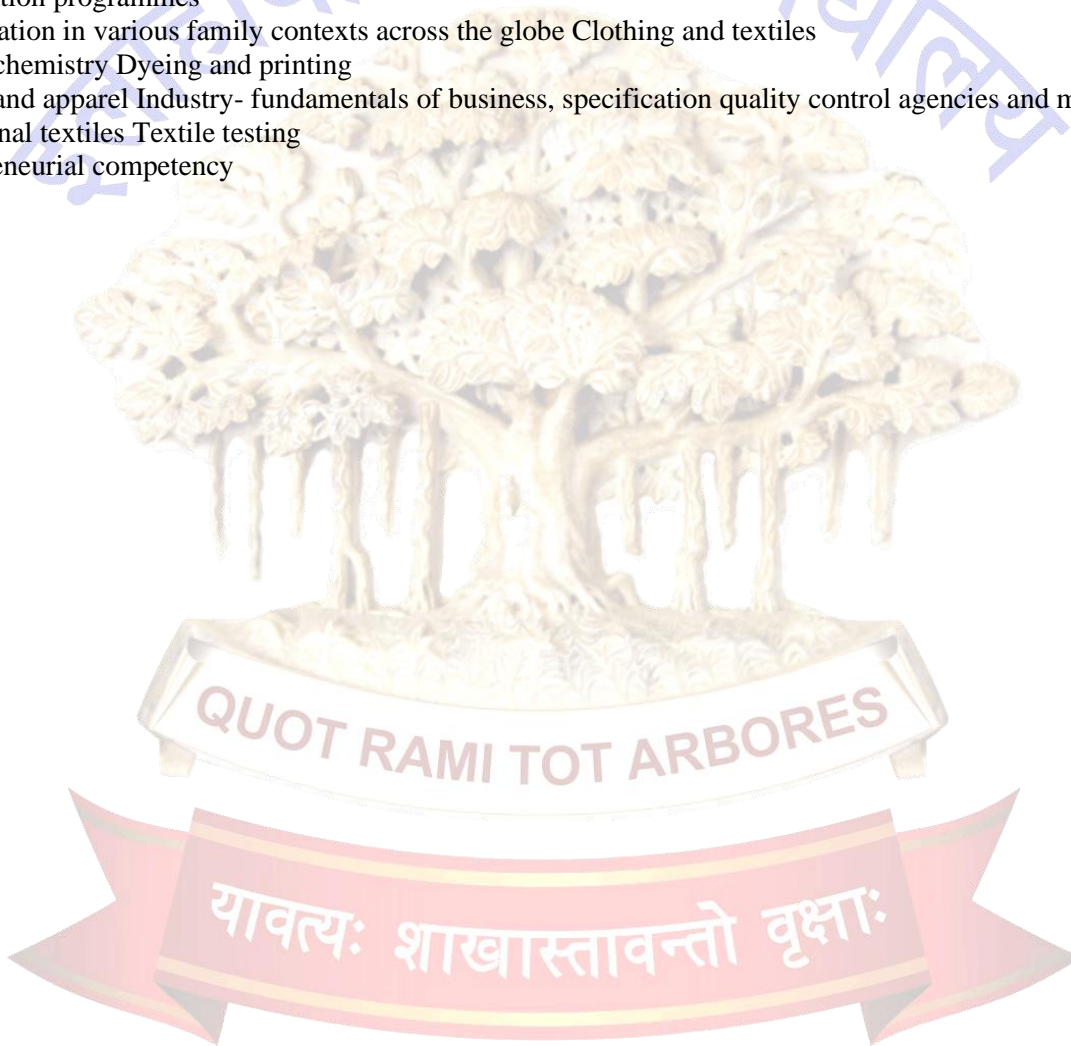 tion programmes
ation in various family contexts across the globe Clothing and textiles
chemistry Dyeing and printing
and apparel Industry- fundamentals of business, specification quality control agencies and m
nal textiles Textile testing
eneurial competency
QUOT RAMI TOT ARBORES
यावत्यः शाखास्तावन्तो वृक्षाः